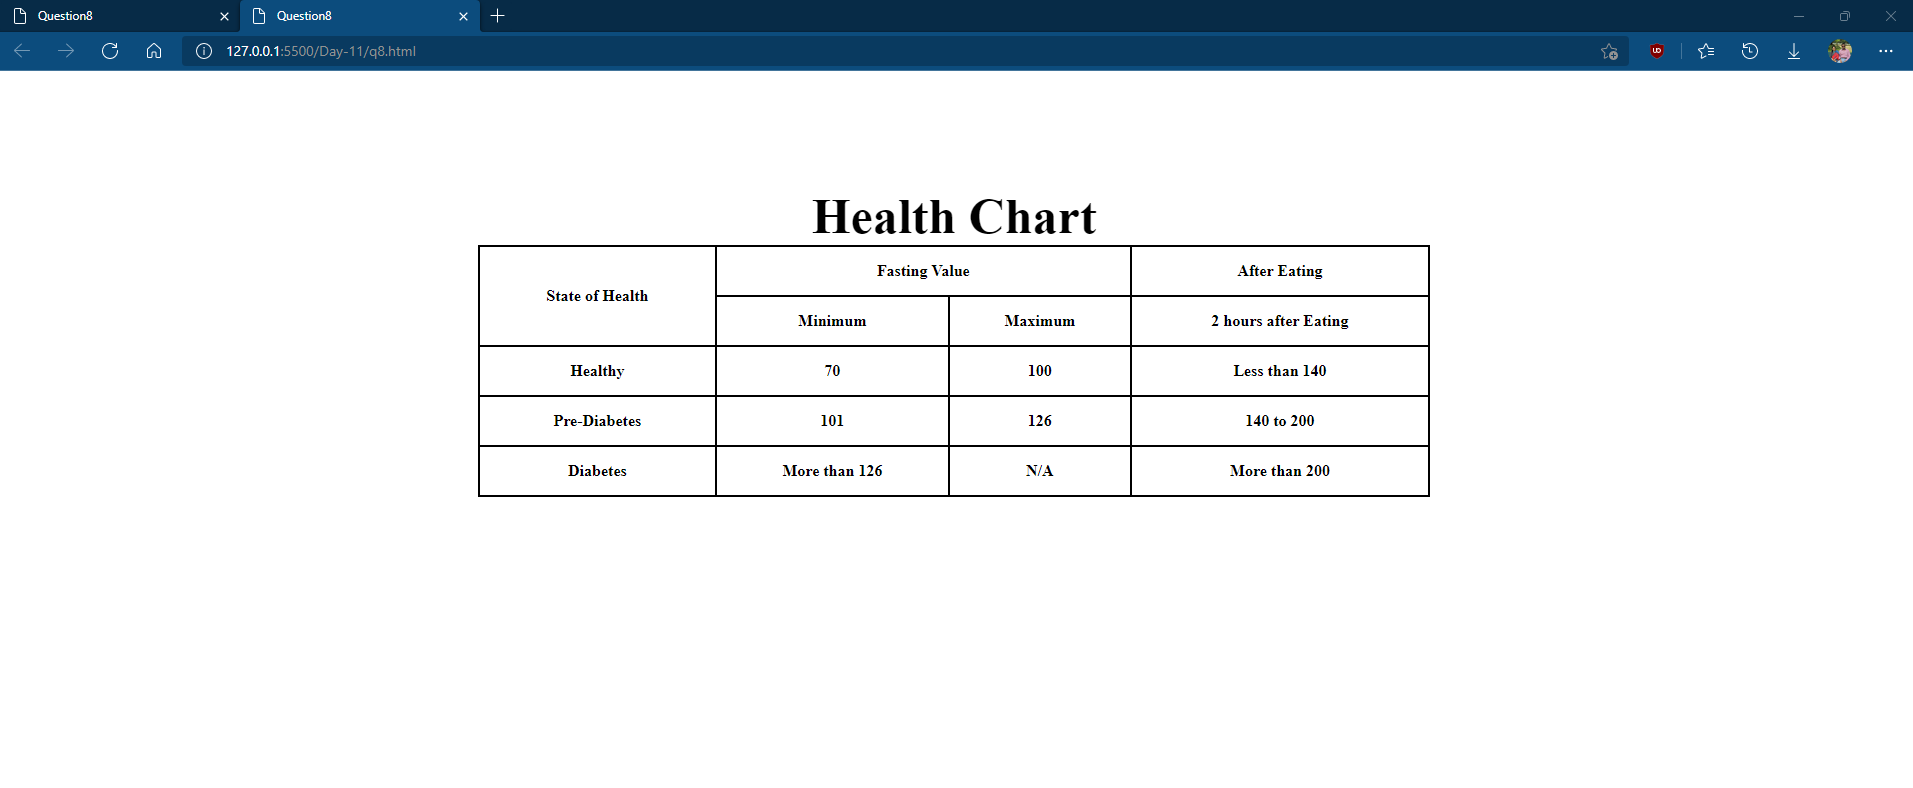 Question8
Question8
127.0.0.1:5500/Day-11/q8.html
UO
Health Chart
State of Health
Fasting Value
After Eating
Minimum
Maximum
2 hours after Eating
Healthy
70
100
Less than 140
Pre-Diabetes
101
126
140 to 200
Diabetes
More than 126
N/A
More than 200